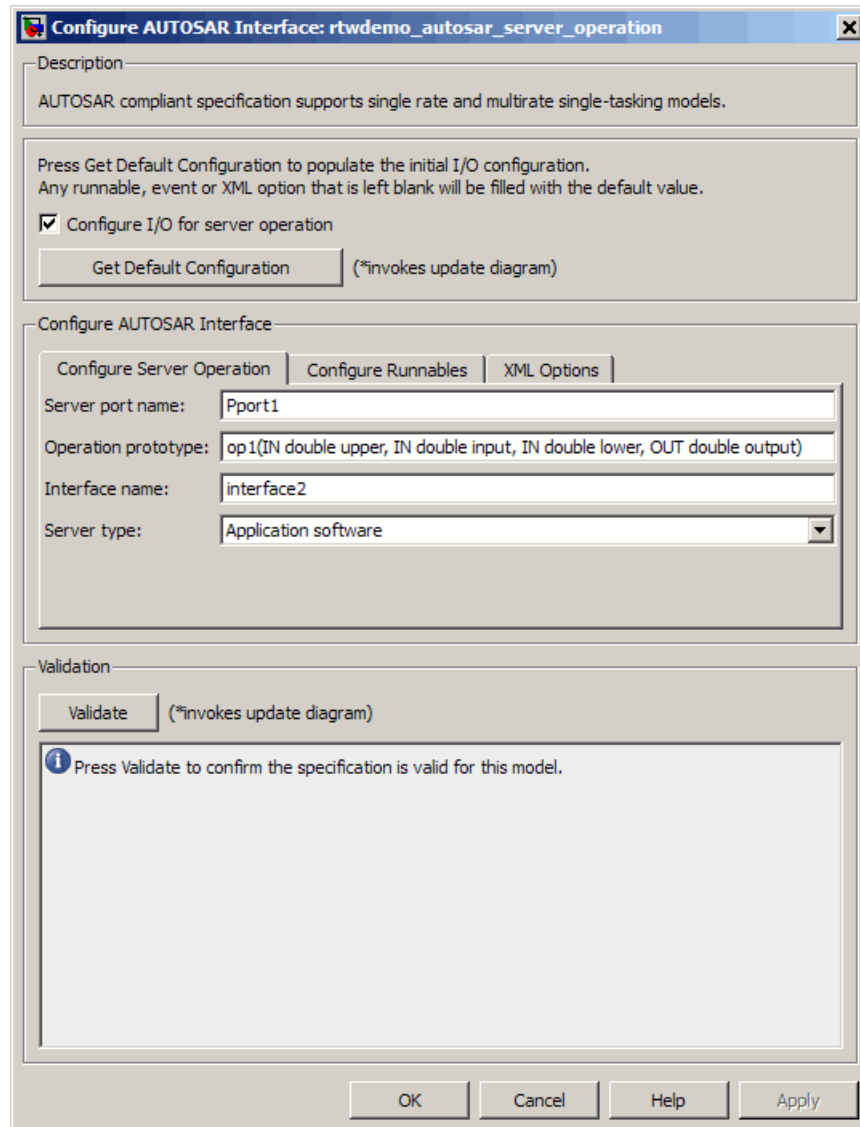 Configure AUTOSAR Interface: rtwdemo_autosar_server_operation
Description
AUTOSAR compliant specification supports single rate and multirate single-tasking models.
Press Get Default Configuration to populate the initial I/O configuration.
Any runnable, event or XML option that is left blank will be filled with the default value.
Configure I/O for server operation
Get Default Configuration (*invokes update diagram)
Configure AUTOSAR Interface
Configure Server Operation Configure Runnables XML Options
Server port name: Pport1
Operation prototype: op1(IN double upper, IN double input, IN double lower, OUT double output)
Interface name: interface2
Server type: Application software
Validation
Validate (*invokes update diagram)
Press Validate to confirm the specification is valid for this model.
OK Cancel Help Apply